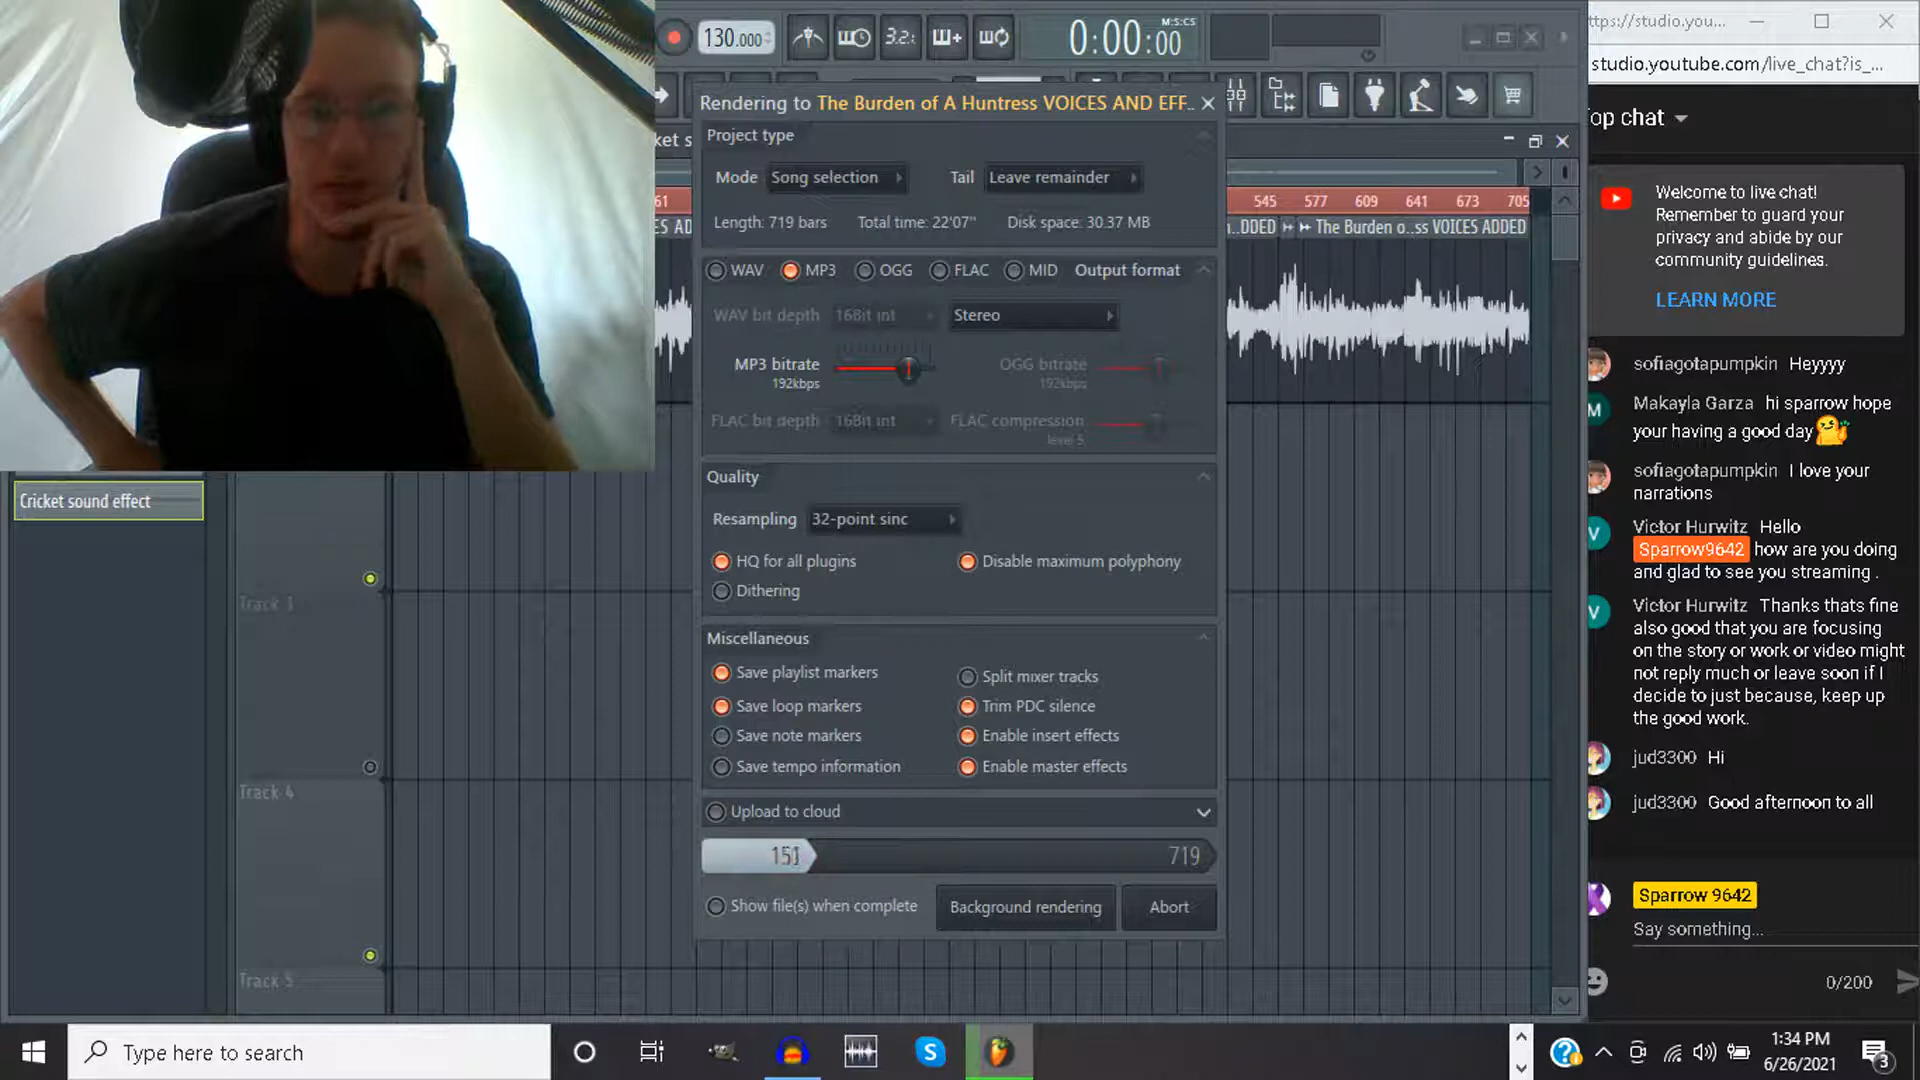 130.000
3.2:
0:00:00
M:S:CS
ttps://studio.you...
studio.youtube.com/live_chat?is_...
Rendering to The Burden of A Huntress VOICES AND EFF..
Project type
Mode Song selection Tail Leave remainder
Length: 719 bars Total time: 22'07" Disk space: 30.37 MB
WAV MP3 OGG FLAC MID Output format
WAV bit depth 16Bit int Stereo
MP3 bitrate OGG bitrate
192kbps 192kbps
FLAC bit depth 16Bit int FLAC compression
level 5
Quality
Resampling 32-point sinc
HQ for all plugins Disable maximum polyphony
Dithering
Miscellaneous
Save playlist markers Split mixer tracks
Save loop markers Trim PDC silence
Save note markers Enable insert effects
Save tempo information Enable master effects
Upload to cloud
151 719
Show file(s) when complete Background rendering Abort
ket s
61 545 577 609 641 673 705
ES AD ..DDED The Burden o..ss VOICES ADDED
Cricket sound effect
Track 3
Track 4
Track 5
op chat
Welcome to live chat!
Remember to guard your
privacy and abide by our
community guidelines.
LEARN MORE
sofiagotapumpkin Heyyyy
M Makayla Garza hi sparrow hope
your having a good day
sofiagotapumpkin I love your
narrations
V Victor Hurwitz Hello
Sparrow9642 how are you doing
and glad to see you streaming .
V Victor Hurwitz Thanks thats fine
also good that you are focusing
on the story or work or video might
not reply much or leave soon if I
decide to just because, keep up
the good work.
jud3300 Hi
jud3300 Good afternoon to all
Sparrow 9642
Say something...
0/200
Type here to search
1:34 PM
6/26/2021
3